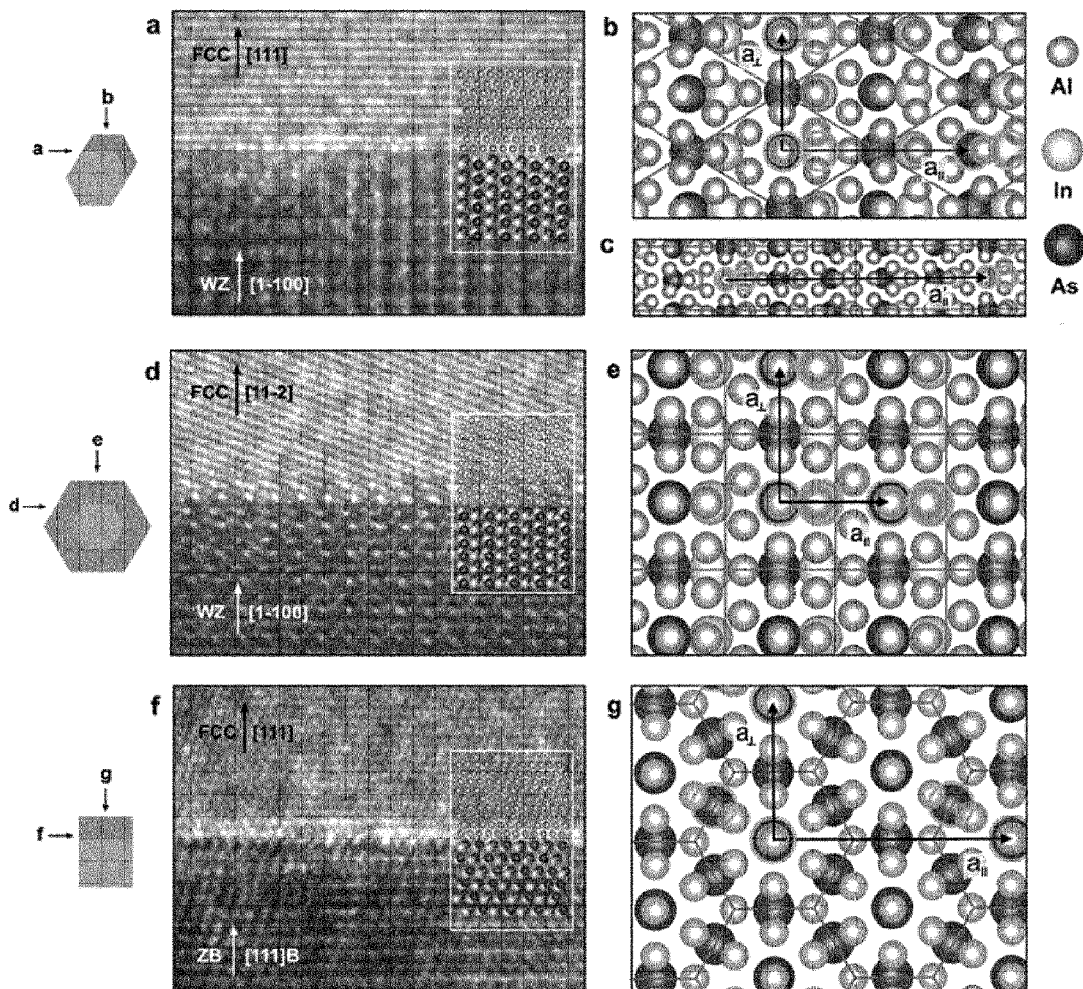 a
FCC [111]
WZ [1-100]
b
a
b
a⊥
a||
Al
In
As
c
a'||
d
FCC [11-2]
WZ [1-100]
e
d
e
a⊥
a||
f
FCC [111]
ZB [111]B
g
f
g
a⊥
a||